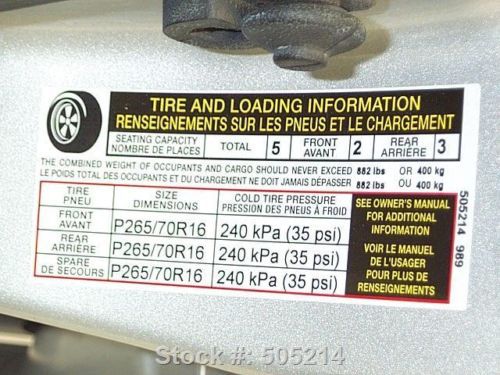 TIRE AND LOADING INFORMATION
RENSEIGNEMENTS SUR LES PNEUS ET LE CHARGEMENT
SEATING CAPACITY
NOMBRE DE PLACES
TOTAL 5
FRONT
AVANT 2
REAR
ARRIÈRE 3
THE COMBINED WEIGHT OF OCCUPANTS AND CARGO SHOULD NEVER EXCEED 882 lbs OR 400 kg
LE POIDS TOTAL DES OCCUPANTS ET DU CHARGEMENT NE DOIT JAMAIS DÉPASSER 882 lbs OU 400 kg
TIRE
PNEU
SIZE
DIMENSIONS
COLD TIRE PRESSURE
PRESSION DES PNEUS À FROID
FRONT
AVANT
P265/70R16 240 kPa (35 psi)
REAR
ARRIÈRE
P265/70R16 240 kPa (35 psi)
SPARE
DE SECOURS
P265/70R16 240 kPa (35 psi)
SEE OWNER'S MANUAL
FOR ADDITIONAL
INFORMATION
VOIR LE MANUEL
DE L'USAGER
POUR PLUS DE
RENSEIGNEMENTS
505214 989
Stock #: 505214